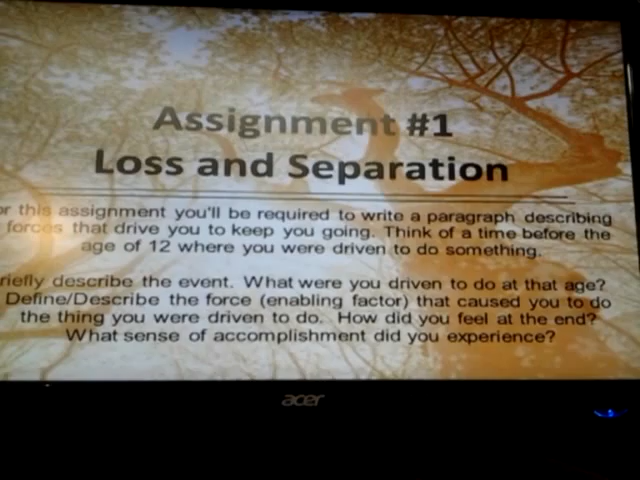 Assignment #1
Loss and Separation
or this assignment you'll be required to write a paragraph describing
forces that drive you to keep you going. Think of a time before the
age of 12 where you were driven to do something.
riefly describe the event. What were you driven to do at that age?
Define/Describe the force (enabling factor) that caused you to do
the thing you were driven to do. How did you feel at the end?
What sense of accomplishment did you experience?
acer